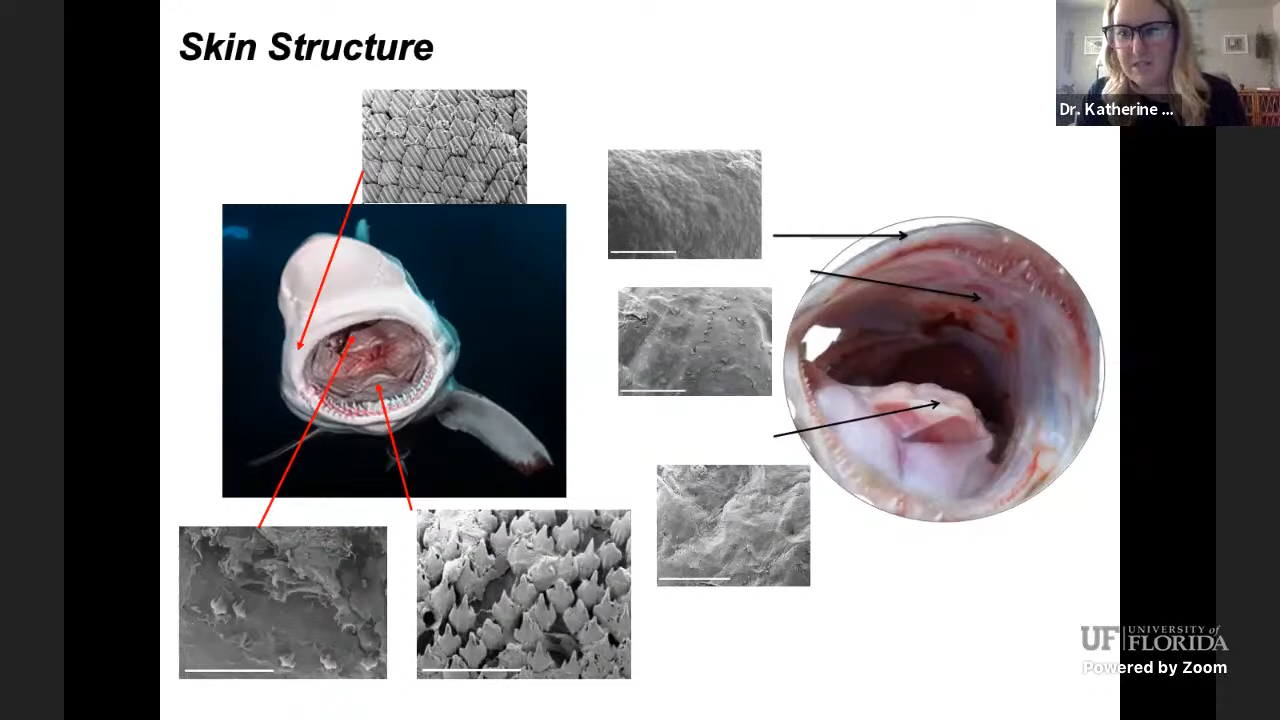 Skin Structure
Dr. Katherine ...
UF UNIVERSITY of FLORIDA
Powered by Zoom